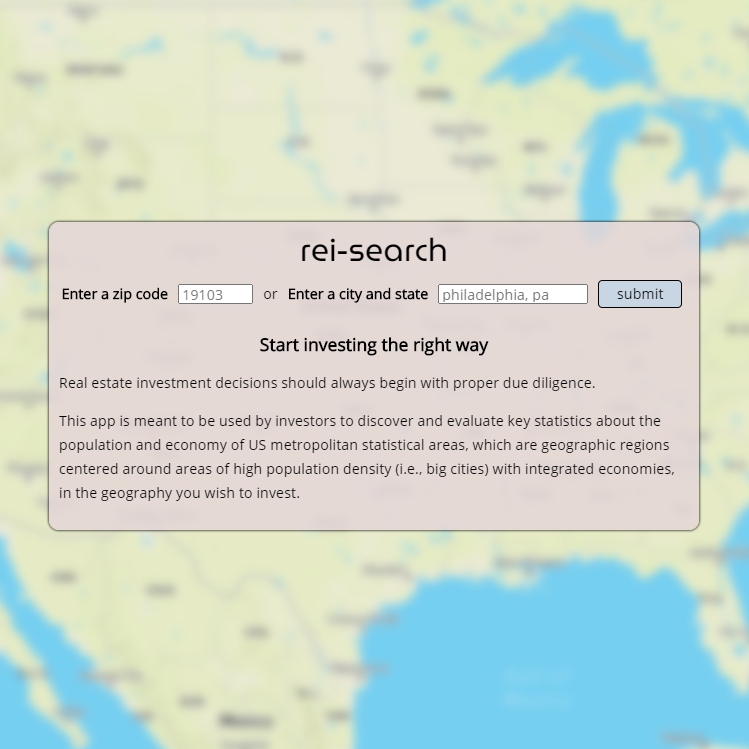 rei-search
Enter a zip code 19103 or Enter a city and state philadelphia, pa submit
Start investing the right way
Real estate investment decisions should always begin with proper due diligence.
This app is meant to be used by investors to discover and evaluate key statistics about the
population and economy of US metropolitan statistical areas, which are geographic regions
centered around areas of high population density (i.e., big cities) with integrated economies,
in the geography you wish to invest.